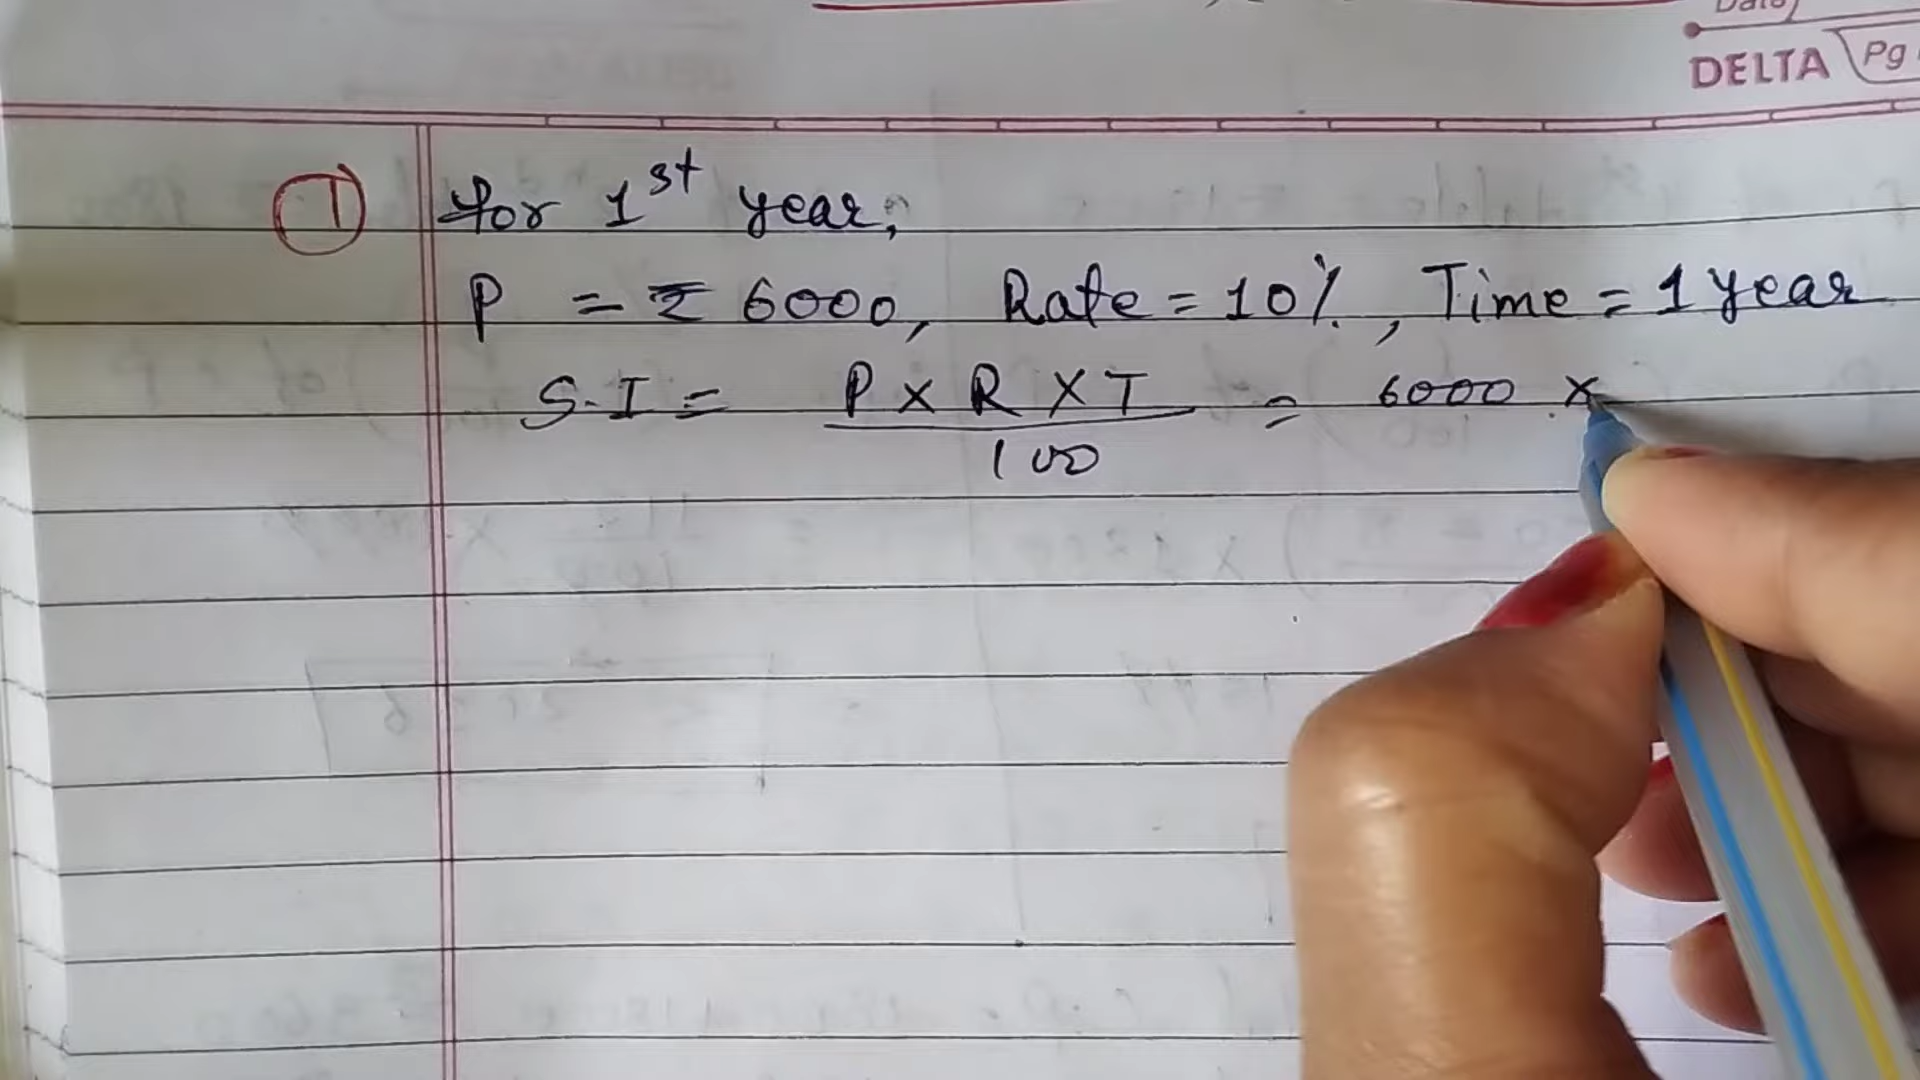 DELTA Pg
1 for 1st year,
P = ₹ 6000, Rate = 10%, Time = 1 year
S.I = P × R × T = 6000 ×
100